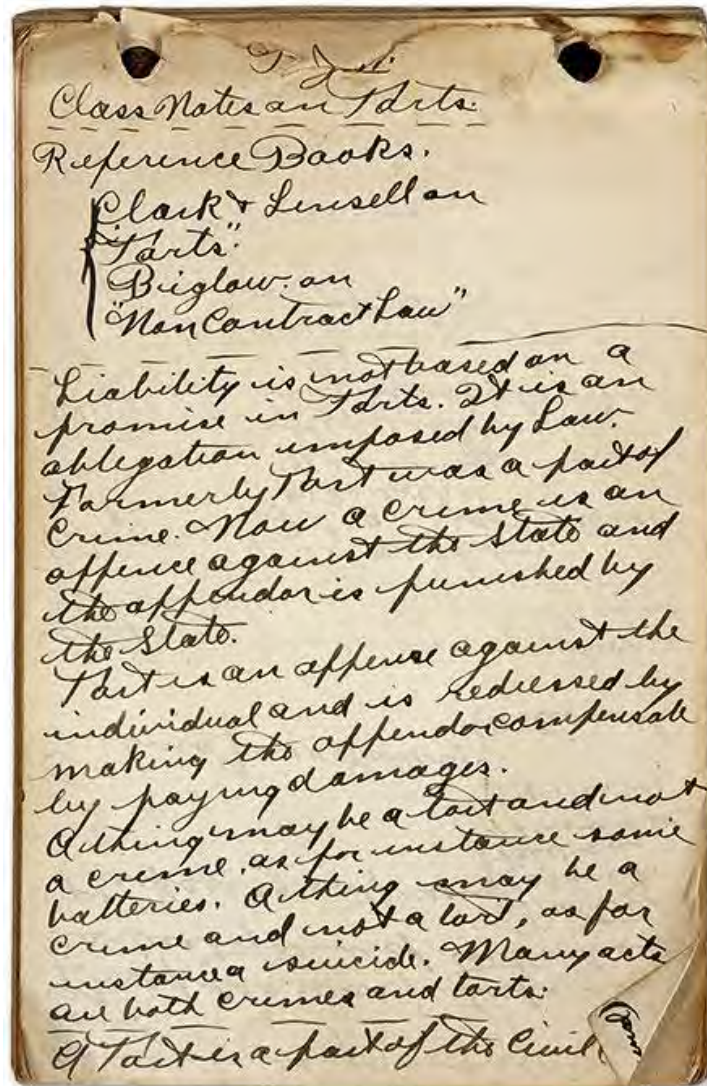 Class Notes on Torts.
Reference Books.
Clark & Linsell on
"Torts".
Biglow on
"Non Contract Law"
Liability is not based on a
promise in Torts. It is an
obligation imposed by Law.
Formerly Tort was a part of
Crime. Now a crime is an
offence against the State and
the offendor is punished by
the State.
Tort is an offense against the
individual and is redressed by
making the offendor compensate
by paying damages.
A thing may be a tort and not
a crime, as for instance some
batteries. A thing may be a
crime and not a tort, as for
instance a suicide. Many acts
are both crimes and torts.
A Tort is a part of the Civil